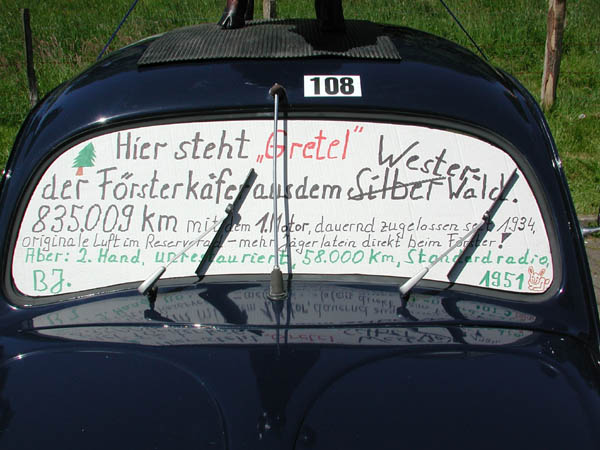 108
Hier steht „Gretel" Wester-
der Försterkäfer aus dem Silber Wald.
835.009 km mit dem 1. Motor, dauernd zugelassen seit 1934,
originale Luft im Reserverad - mehr Jägerlatein direkt beim Förster!
Aber: 2. Hand, unrestauriert, 58.000 km, Standardradio,
BJ. 1951